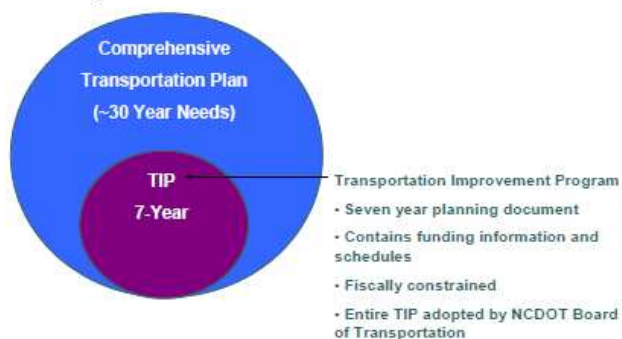 Comprehensive
Transportation Plan
(~30 Year Needs)
TIP
7-Year
Transportation Improvement Program
• Seven year planning document
• Contains funding information and
schedules
• Fiscally constrained
• Entire TIP adopted by NCDOT Board
of Transportation